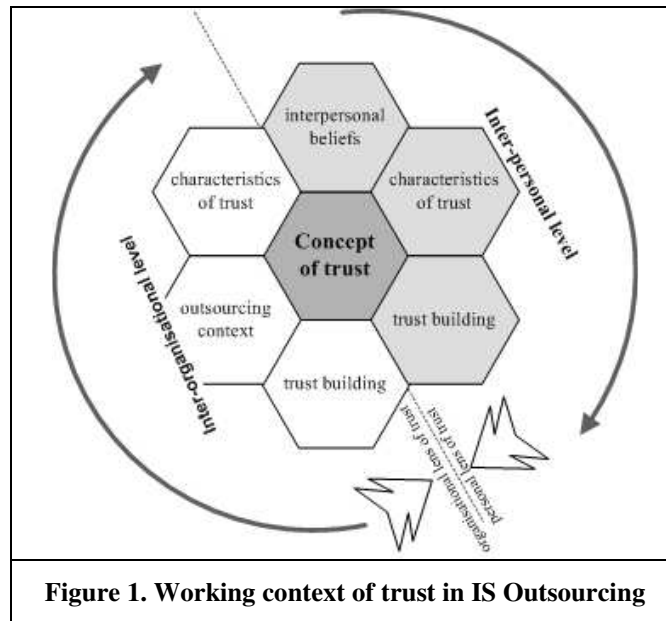 interpersonal
beliefs
characteristics
of trust
characteristics
of trust
Inter-personal level
Concept
of trust
Inter-organisational level
outsourcing
context
trust building
trust building
personal lens of trust
organisational lens of trust
Figure 1. Working context of trust in IS Outsourcing